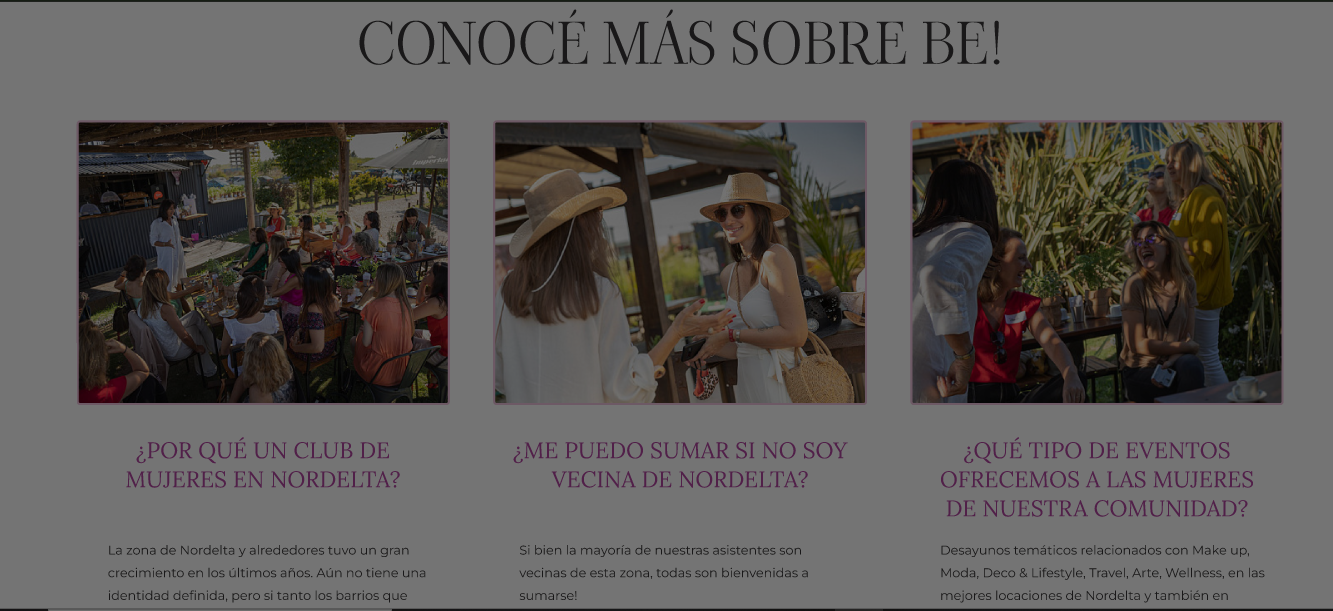 CONOCÉ MÁS SOBRE BE!
¿POR QUÉ UN CLUB DE
MUJERES EN NORDELTA?
La zona de Nordelta y alrededores tuvo un gran
crecimiento en los últimos años. Aún no tiene una
identidad definida, pero si tanto los barrios que
¿ME PUEDO SUMAR SI NO SOY
VECINA DE NORDELTA?
Si bien la mayoría de nuestras asistentes son
vecinas de esta zona, todas son bienvenidas a
sumarse!
¿QUÉ TIPO DE EVENTOS
OFRECEMOS A LAS MUJERES
DE NUESTRA COMUNIDAD?
Desayunos temáticos relacionados con Make up,
Moda, Deco & Lifestyle, Travel, Arte, Wellness, en las
mejores locaciones de Nordelta y también en